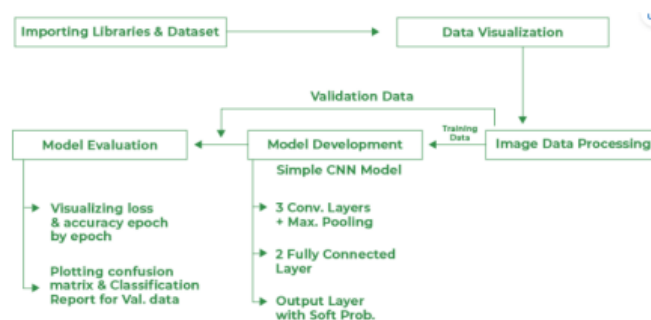 Importing Libraries & Dataset
Data Visualization
Validation Data
Model Evaluation
Model Development
Training
Data
Image Data Processing
Simple CNN Model
Visualizing loss
& accuracy epoch
by epoch
Plotting confusion
matrix & Classification
Report for Val. data
3 Conv. Layers
+ Max. Pooling
2 Fully Connected
Layer
Output Layer
with Soft Prob.